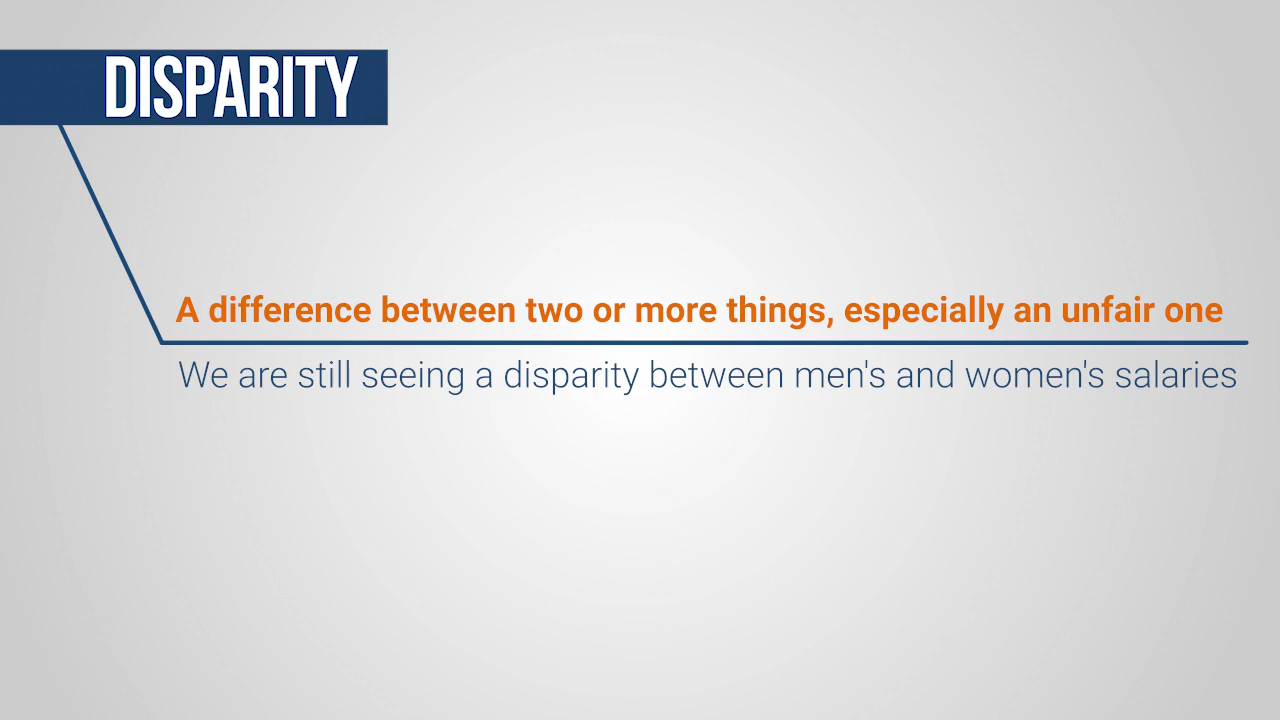 DISPARITY
A difference between two or more things, especially an unfair one
We are still seeing a disparity between men's and women's salaries